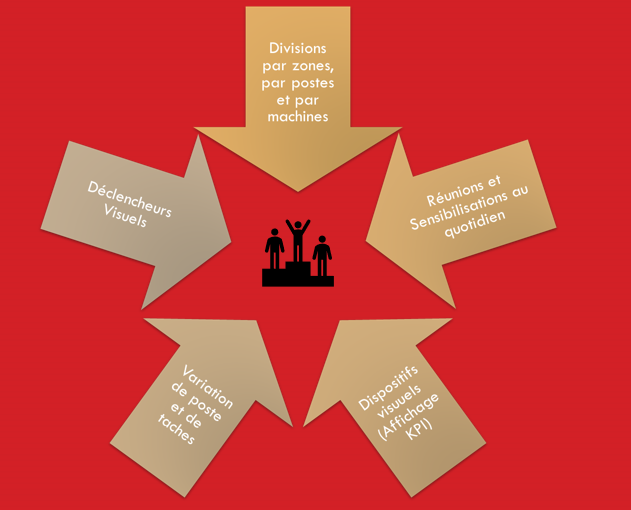 Divisions
par zones,
par postes
et par
machines
Réunions et
Sensibilisations au
quotidien
Dispositifs
visuuels
(Affichage
KPI)
Variation
de poste
et de
taches
Déclencheurs
Visuels